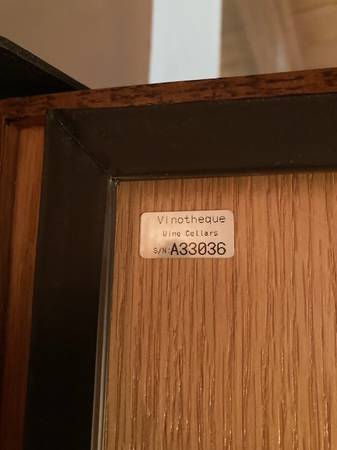 Vinotheque
Wine Cellars
S/N:A33036